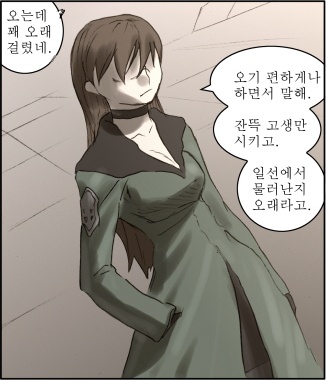 오는데
꽤 오래
걸렸네.
오기 편하게나
하면서 말해.
잔뜩 고생만
시키고.
일선에서
물러난지
오래라고.